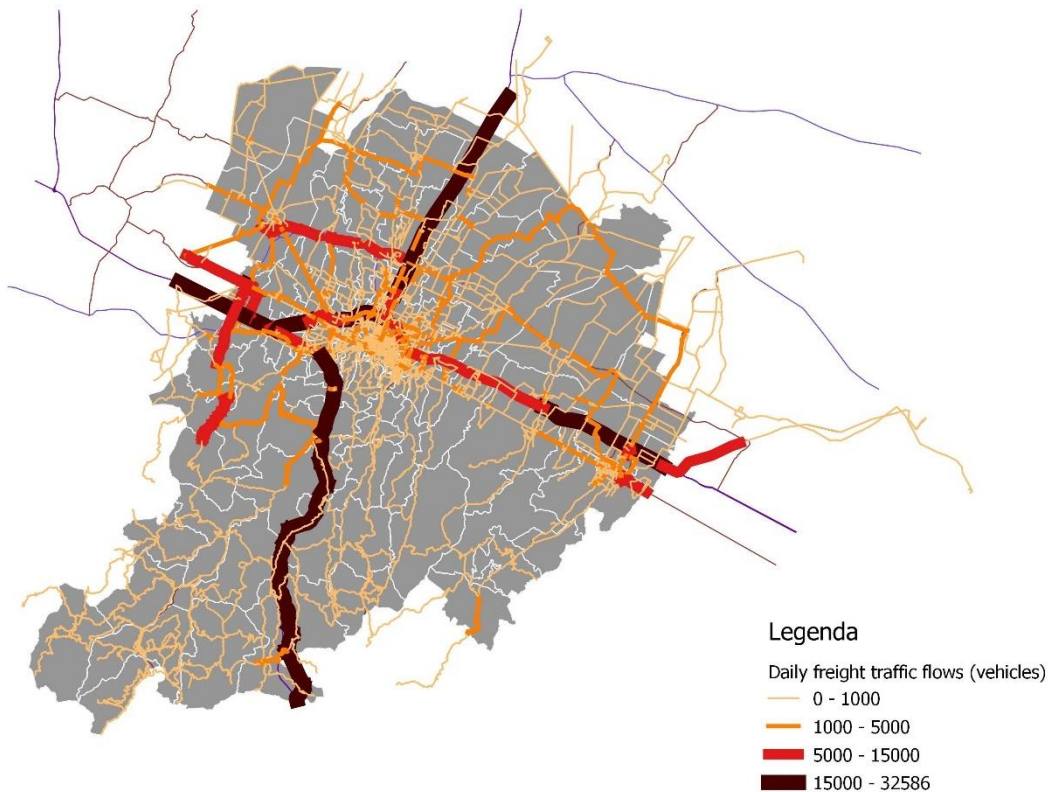 Legenda
Daily freight traffic flows (vehicles)
0 - 1000
1000 - 5000
5000 - 15000
15000 - 32586